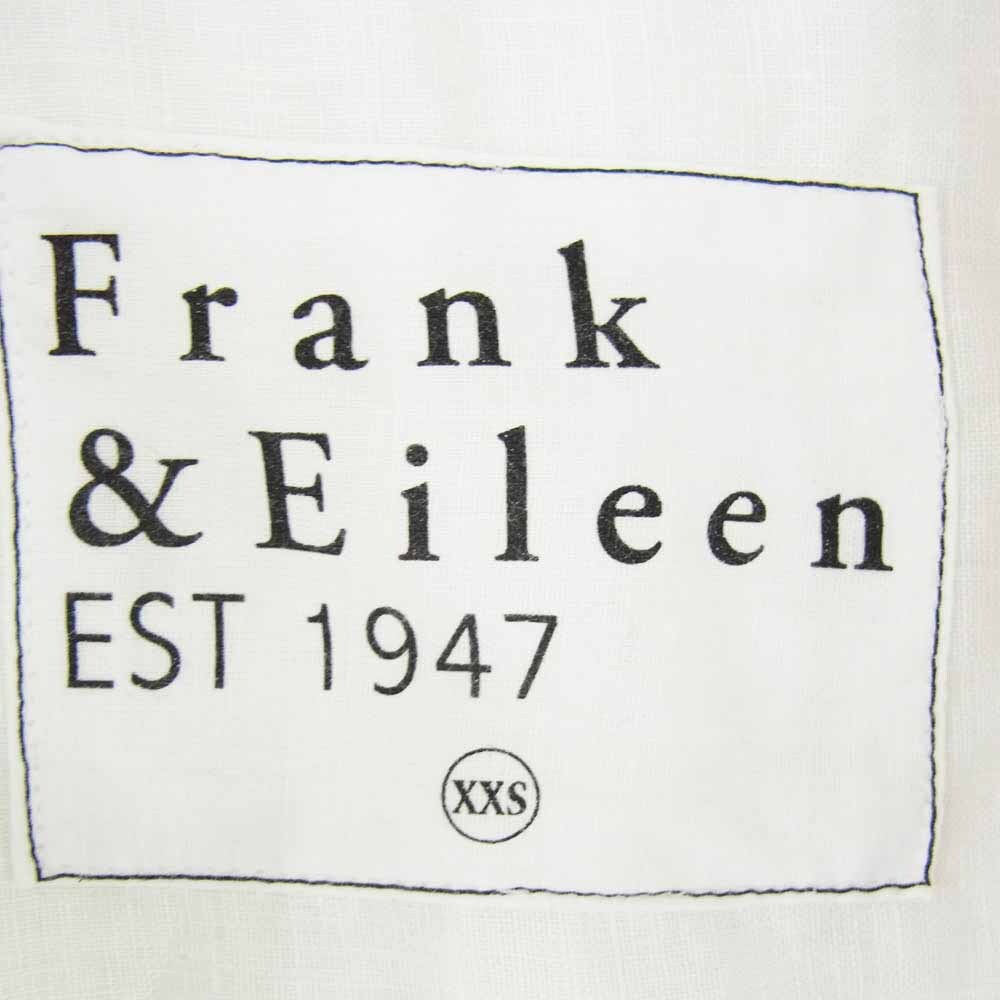 Frank
& Eileen
EST 1947
XXS